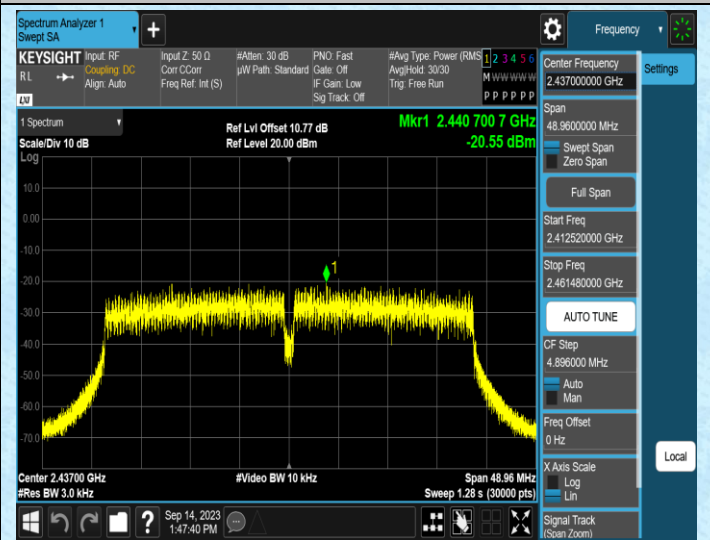 Spectrum Analyzer 1
Swept SA
+
Frequency
KEYSIGHT
R L
LXI
Input: RF
Coupling: DC
Align: Auto
Input Z: 50 Ω
Corr CCorr
Freq Ref: Int (S)
#Atten: 30 dB
µW Path: Standard
PNO: Fast
Gate: Off
IF Gain: Low
Sig Track: Off
#Avg Type: Power (RMS
Avg|Hold: 30/30
Trig: Free Run
1 2 3 4 5 6
M W W W W W
P P P P P P
Center Frequency
2.437000000 GHz
Settings
Span
48.9600000 MHz
Swept Span
Zero Span
Full Span
Start Freq
2.412520000 GHz
Stop Freq
2.461480000 GHz
AUTO TUNE
CF Step
4.896000 MHz
Auto
Man
Freq Offset
0 Hz
X Axis Scale
Log
Lin
Local
Signal Track
(Span Zoom)
1 Spectrum
Scale/Div 10 dB
Ref Lvl Offset 10.77 dB
Ref Level 20.00 dBm
Mkr1 2.440 700 7 GHz
-20.55 dBm
Log
10.0
0.00
-10.0
-20.0
-30.0
-40.0
-50.0
-60.0
-70.0
1
Center 2.43700 GHz
#Res BW 3.0 kHz
#Video BW 10 kHz
Span 48.96 MHz
Sweep 1.28 s (30000 pts)
?
Sep 14, 2023
1:47:40 PM